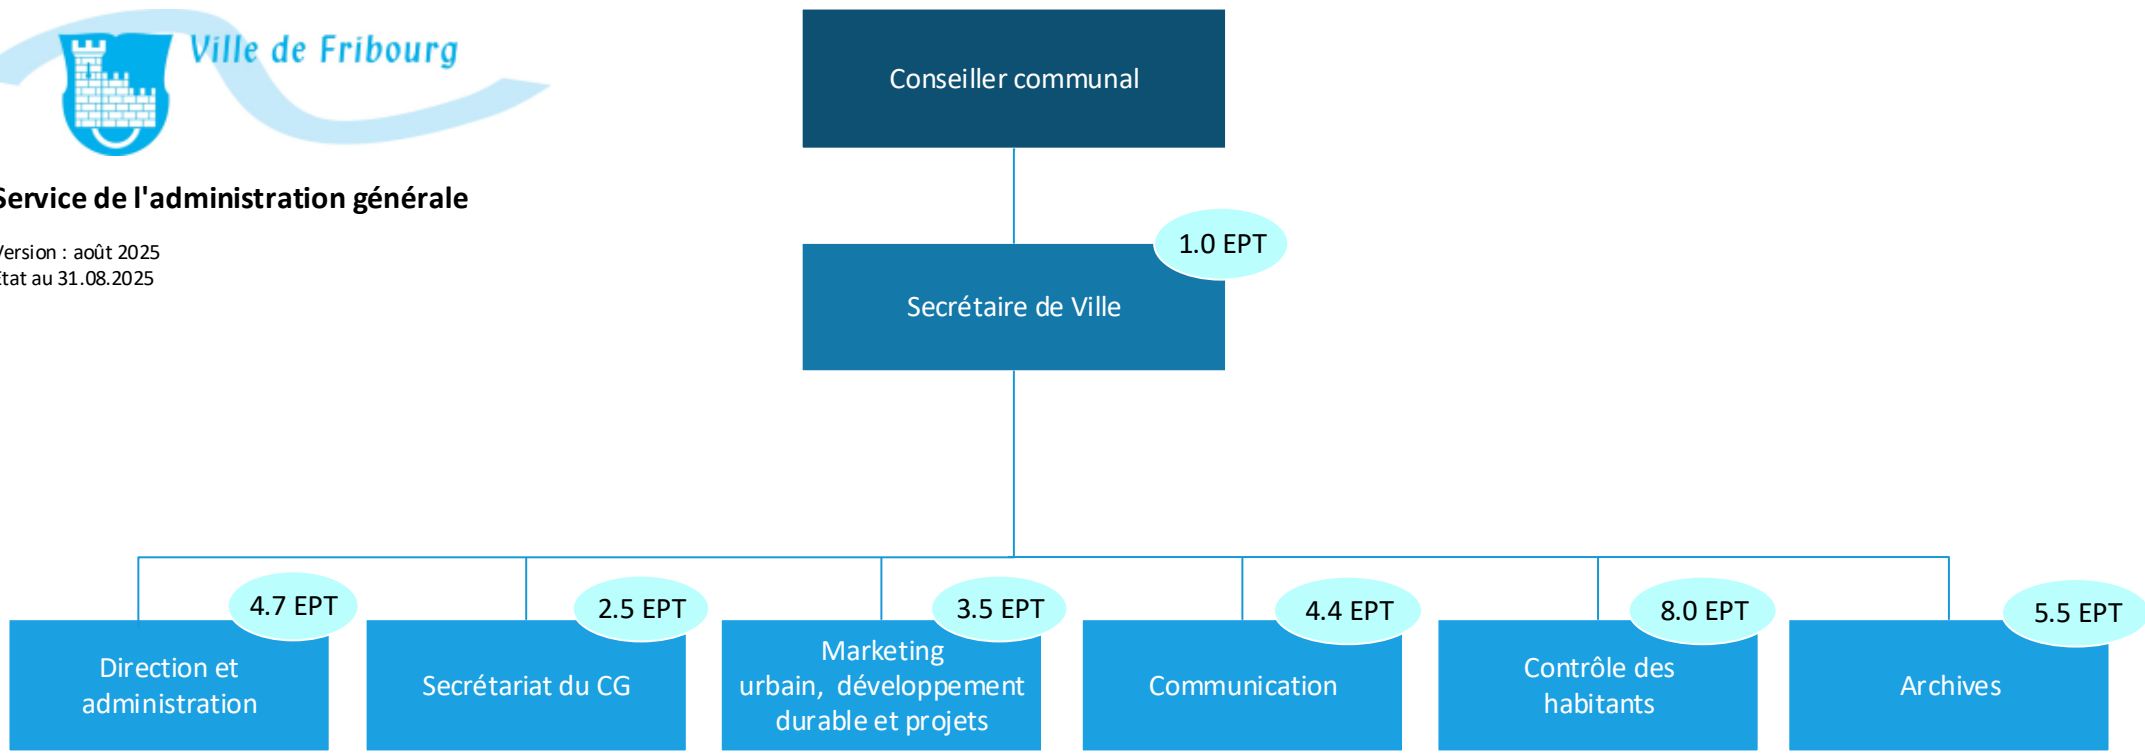 Ville de Fribourg
Service de l'administration générale
Version : août 2025
Etat au 31.08.2025
Conseiller communal
1.0 EPT
Secrétaire de Ville
4.7 EPT
Direction et
administration
2.5 EPT
Secrétariat du CG
3.5 EPT
Marketing
urbain, développement
durable et projets
4.4 EPT
Communication
8.0 EPT
Contrôle des
habitants
5.5 EPT
Archives